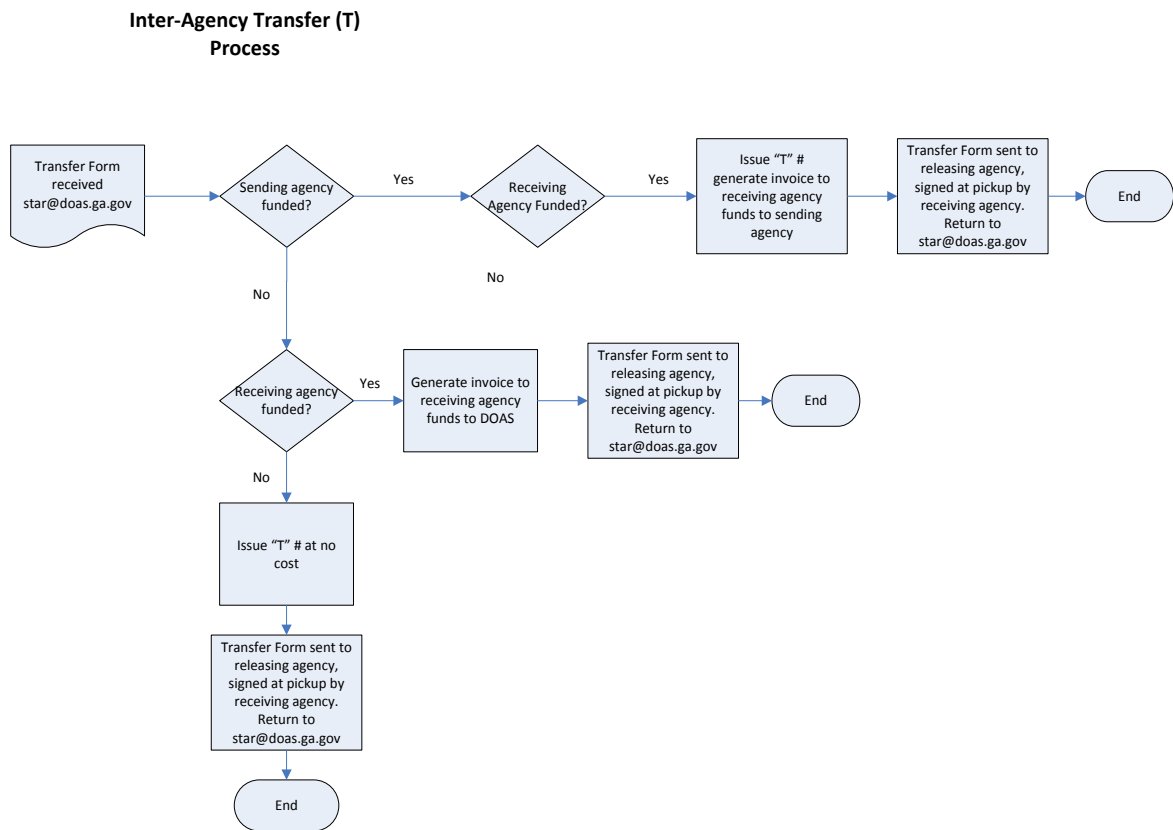 Inter-Agency Transfer (T)
Process
Transfer Form
received
star@doas.ga.gov
Sending agency
funded?
Yes
Receiving
Agency Funded?
Yes
Issue “T” #
generate invoice to
receiving agency
funds to sending
agency
Transfer Form sent to
releasing agency,
signed at pickup by
receiving agency.
Return to
star@doas.ga.gov
End
No
No
Receiving agency
funded?
Yes
Generate invoice to
receiving agency
funds to DOAS
Transfer Form sent to
releasing agency,
signed at pickup by
receiving agency.
Return to
star@doas.ga.gov
End
No
Issue “T” # at no
cost
Transfer Form sent to
releasing agency,
signed at pickup by
receiving agency.
Return to
star@doas.ga.gov
End